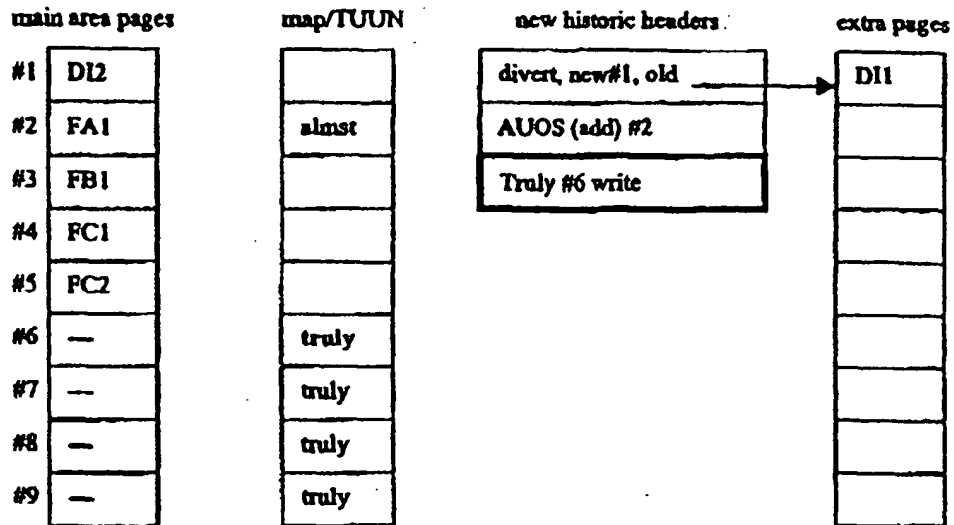 main area pages map/TUUN new historic headers extra pages
#1 DI2 divert, new#1, old DI1
#2 FA1 almst AUOS (add) #2
#3 FB1 Truly #6 write
#4 FC1
#5 FC2
#6 — truly
#7 — truly
#8 — truly
#9 — truly